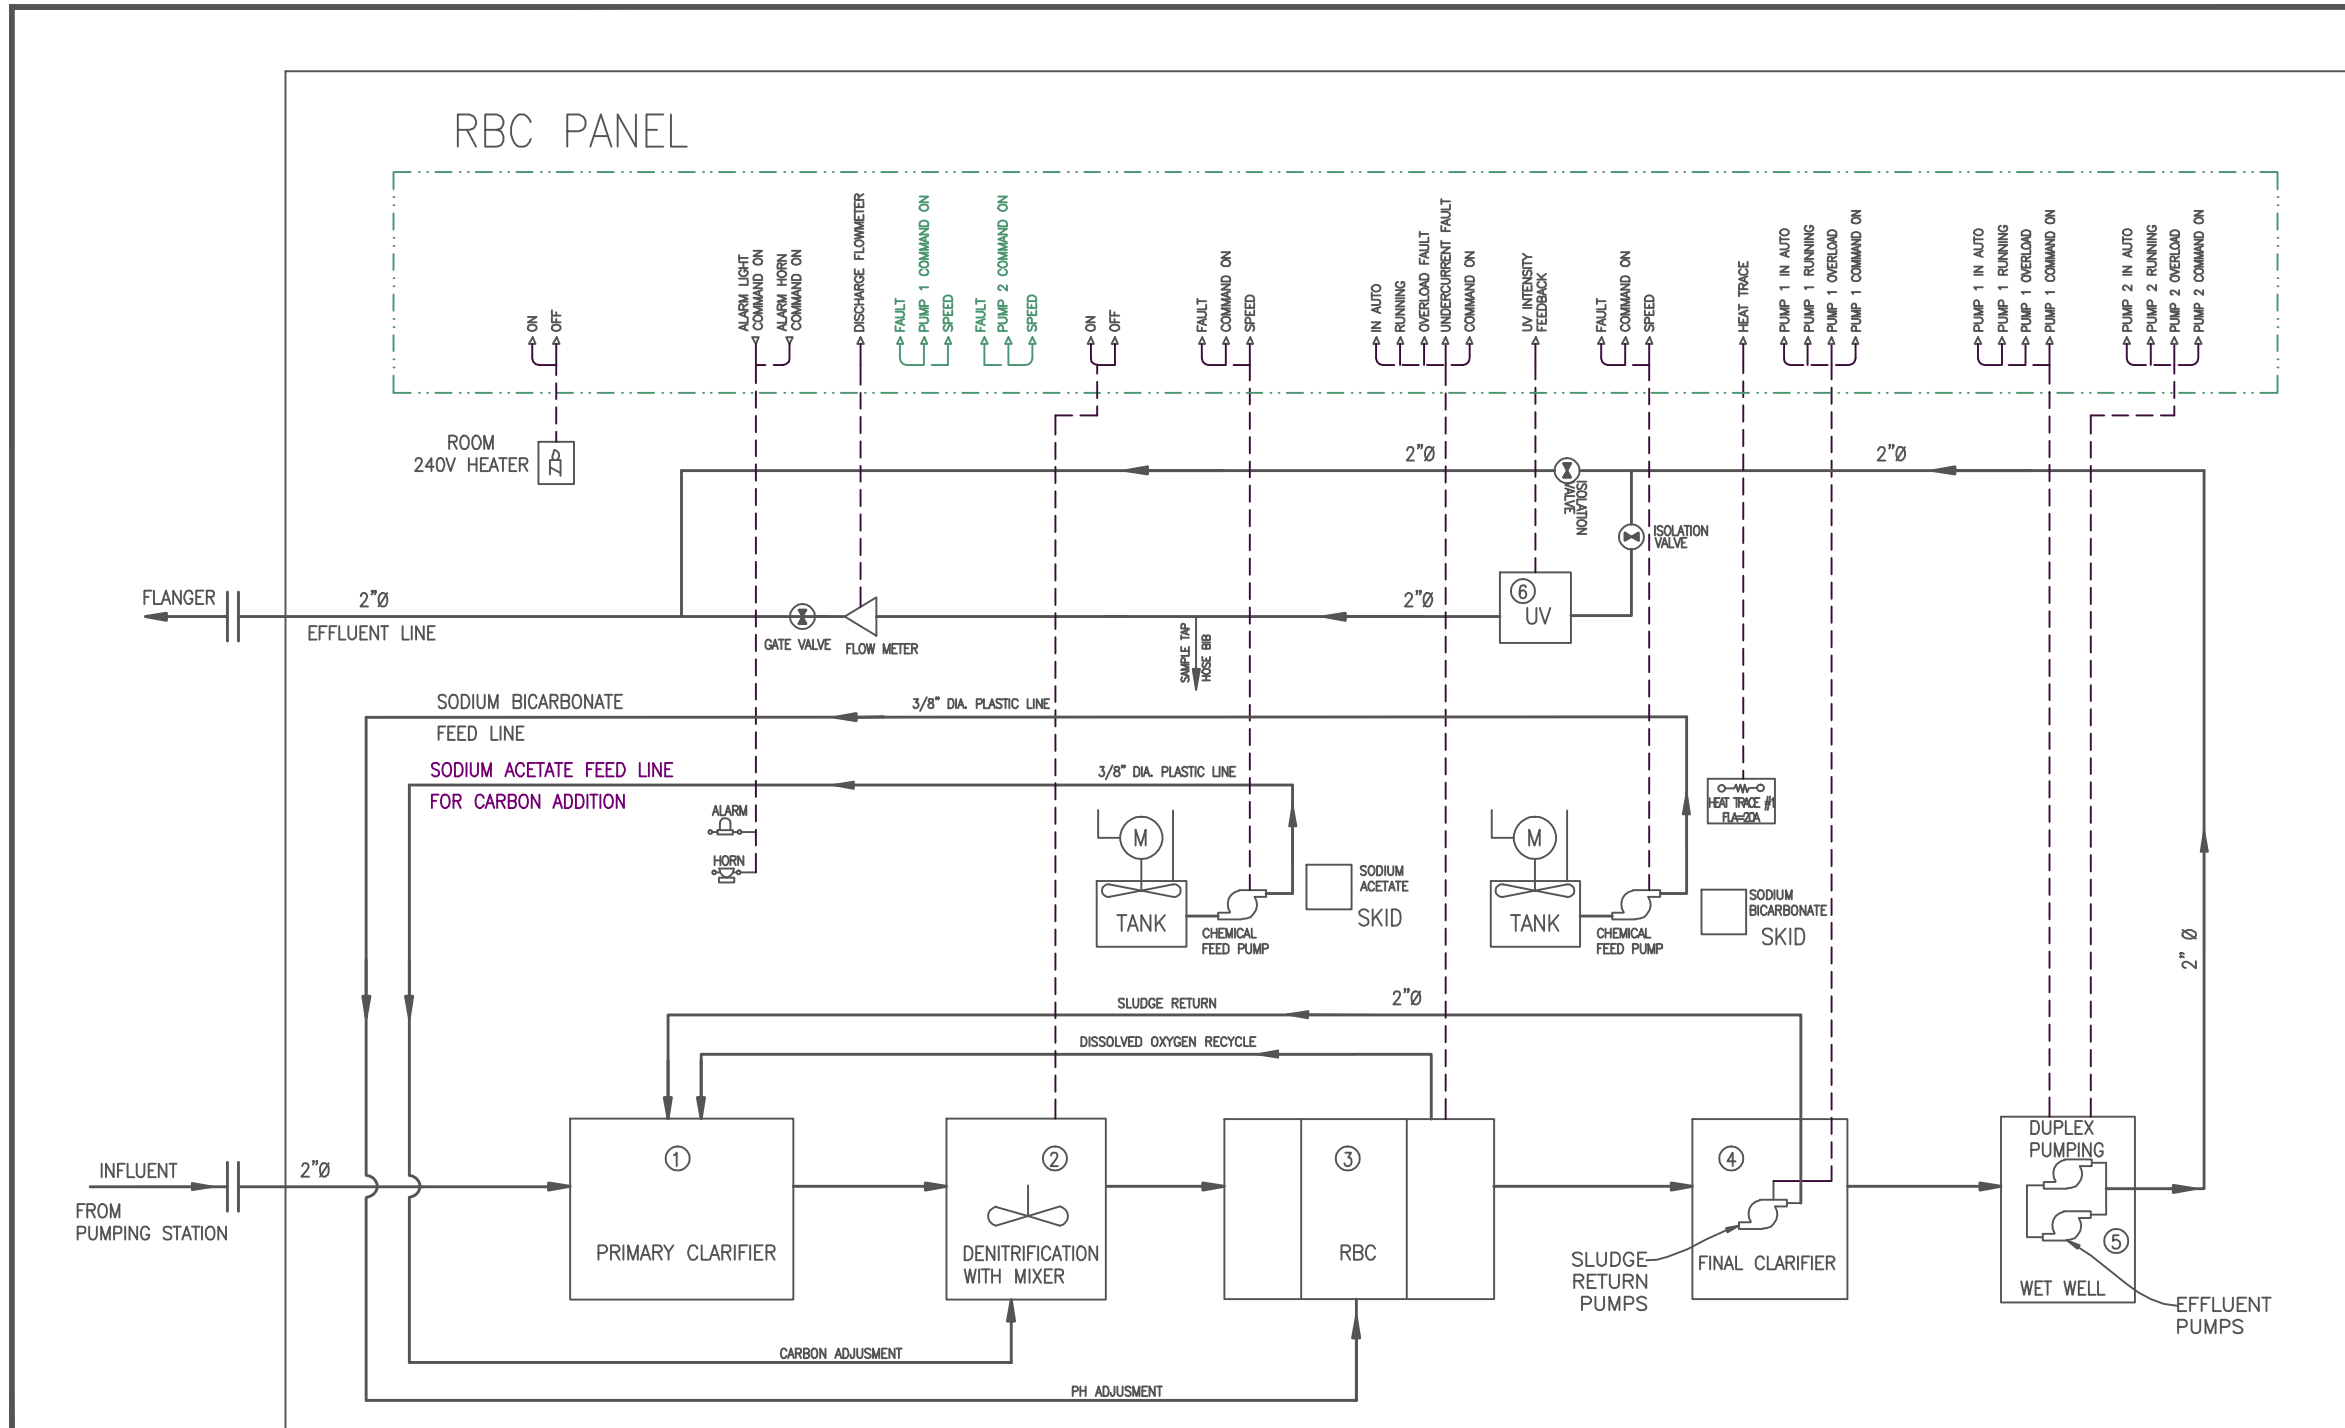 RBC PANEL
ON
OFF
ALARM LIGHT
COMMAND ON
ALARM HORN
COMMAND ON
DISCHARGE FLOWMETER
FAULT
PUMP 1 COMMAND ON
SPEED
FAULT
PUMP 2 COMMAND ON
SPEED
ON
OFF
FAULT
COMMAND ON
SPEED
IN AUTO
RUNNING
OVERLOAD FAULT
UNDERCURRENT FAULT
COMMAND ON
UV INTENSITY
FEEDBACK
FAULT
COMMAND ON
SPEED
HEAT TRACE
PUMP 1 IN AUTO
PUMP 1 RUNNING
PUMP 1 OVERLOAD
PUMP 1 COMMAND ON
PUMP 1 IN AUTO
PUMP 1 RUNNING
PUMP 1 OVERLOAD
PUMP 1 COMMAND ON
PUMP 2 IN AUTO
PUMP 2 RUNNING
PUMP 2 OVERLOAD
PUMP 2 COMMAND ON
ROOM
240V HEATER
2"Ø
2"Ø
ISOLATION
VALVE
ISOLATION
VALVE
FLANGER
2"Ø
EFFLUENT LINE
GATE VALVE
FLOW METER
2"Ø
6
UV
SAMPLE TAP
HOSE BIB
SODIUM BICARBONATE
FEED LINE
3/8" DIA. PLASTIC LINE
SODIUM ACETATE FEED LINE
FOR CARBON ADDITION
3/8" DIA. PLASTIC LINE
ALARM
HORN
M
TANK
CHEMICAL
FEED PUMP
SODIUM
ACETATE
SKID
M
TANK
CHEMICAL
FEED PUMP
HEAT TRACE #1
FLA=20A
SODIUM
BICARBONATE
SKID
2" Ø
SLUDGE RETURN
2"Ø
DISSOLVED OXYGEN RECYCLE
INFLUENT
FROM
PUMPING STATION
2"Ø
1
PRIMARY CLARIFIER
2
DENITRIFICATION
WITH MIXER
3
RBC
4
FINAL CLARIFIER
SLUDGE
RETURN
PUMPS
DUPLEX
PUMPING
5
WET WELL
EFFLUENT
PUMPS
CARBON ADJUSMENT
PH ADJUSMENT